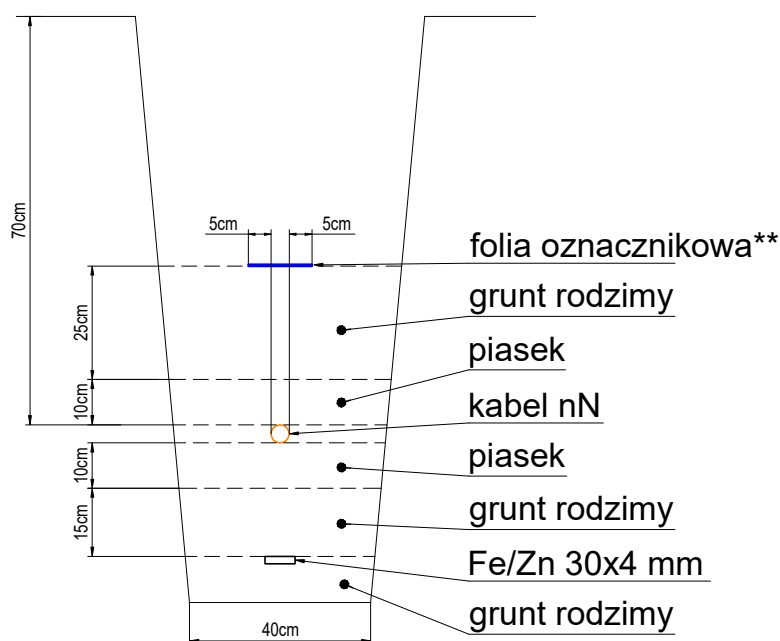 70cm
5cm
5cm
folia oznacznikowa**
grunt rodzimy
25cm
piasek
10cm
kabel nN
piasek
10cm
grunt rodzimy
15cm
Fe/Zn 30x4 mm
grunt rodzimy
40cm